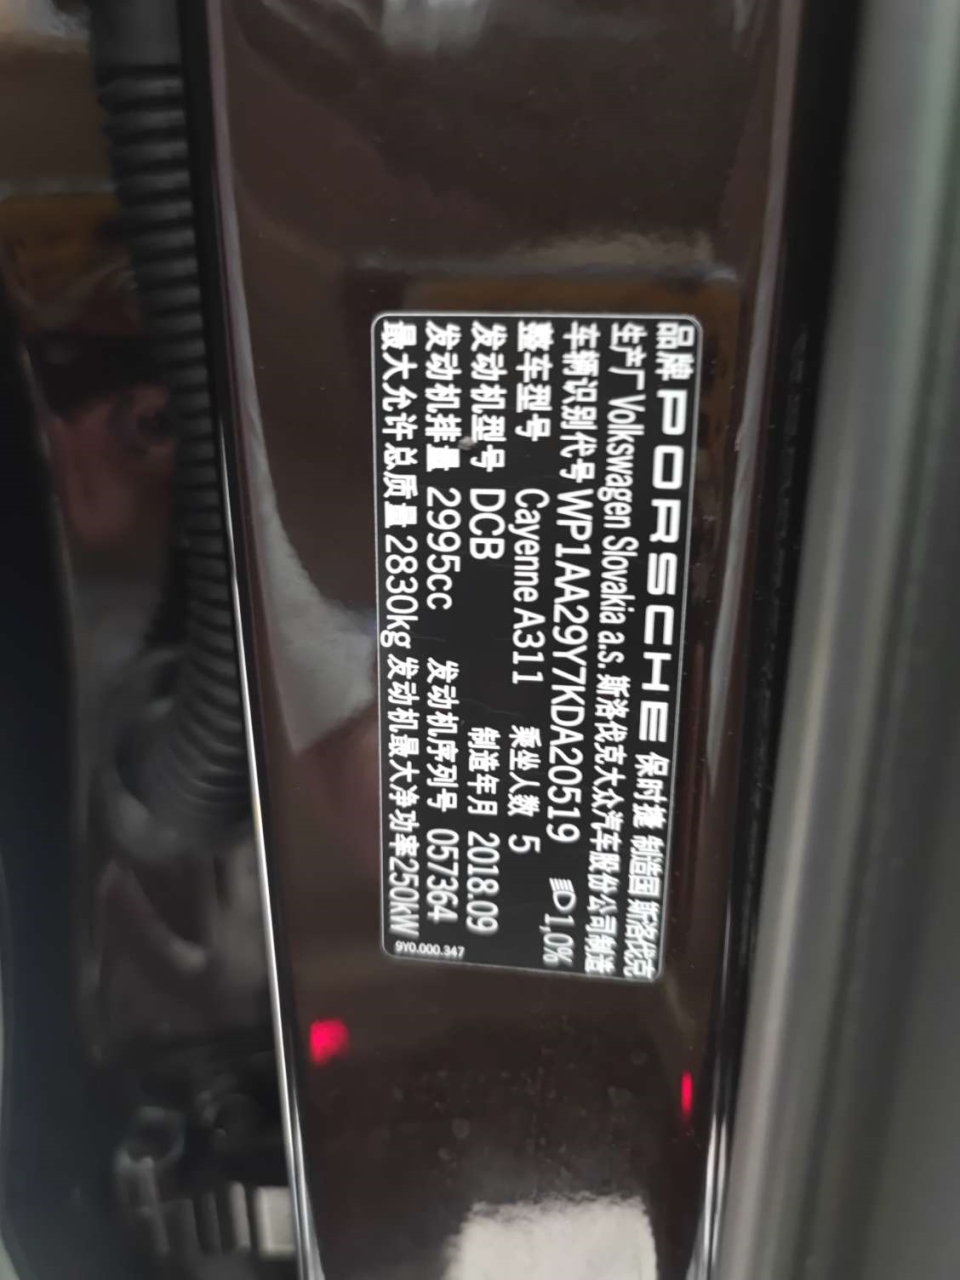 品牌 PORSCHE 保时捷 制造国 斯洛伐克
生产厂 Volkswagen Slovakia a.s. 斯洛伐克大众汽车股份公司制造
车辆识别代号 WP1AA29Y7KDA20519 1,0%
整车型号 Cayenne A311 乘坐人数 5
发动机型号 DCB 制造年月 2018.09
发动机排量 2995cc 发动机序列号 057364
最大允许总质量 2830kg 发动机最大净功率 250kW
9Y0.000.347